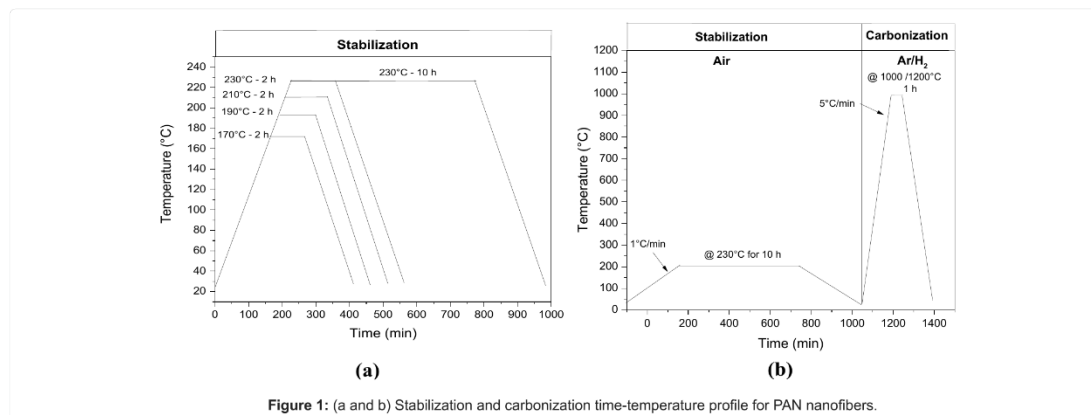 Stabilization
240
220
200
180
160
140
120
100
80
60
40
20
230°C - 2 h
210°C - 2 h
190°C - 2 h
170°C - 2 h
230°C - 10 h
Temperature (°C)
0 100 200 300 400 500 600 700 800 900 1000
Time (min)
(a)
Stabilization
Carbonization
Air
Ar/H₂
@ 1000 /1200°C
1 h
5°C/min
1°C/min
@ 230°C for 10 h
1200
1100
1000
900
800
700
600
500
400
300
200
100
0
Temperature (°C)
0 200 400 600 800 1000 1200 1400
Time (min)
(b)
Figure 1: (a and b) Stabilization and carbonization time-temperature profile for PAN nanofibers.